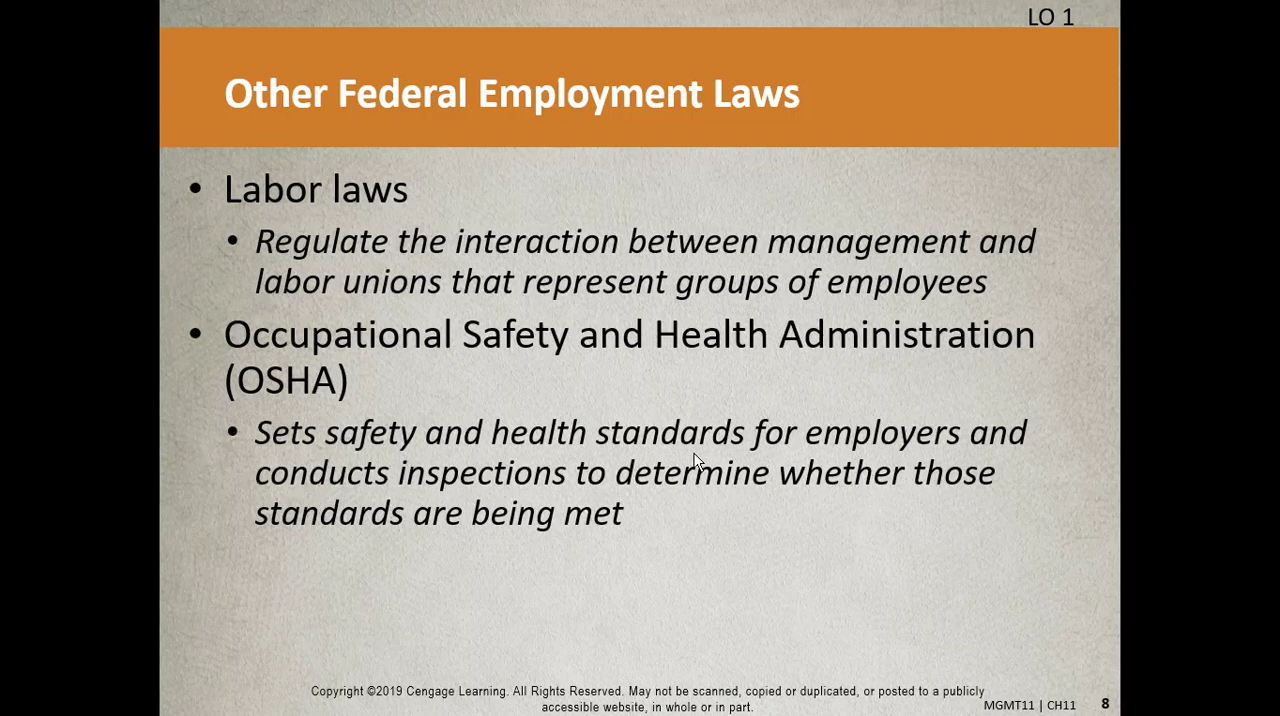 LO 1
Other Federal Employment Laws
• Labor laws
• Regulate the interaction between management and
labor unions that represent groups of employees
• Occupational Safety and Health Administration
(OSHA)
• Sets safety and health standards for employers and
conducts inspections to determine whether those
standards are being met
Copyright ©2019 Cengage Learning. All Rights Reserved. May not be scanned, copied or duplicated, or posted to a publicly
accessible website, in whole or in part.
MGMT11 | CH11 8